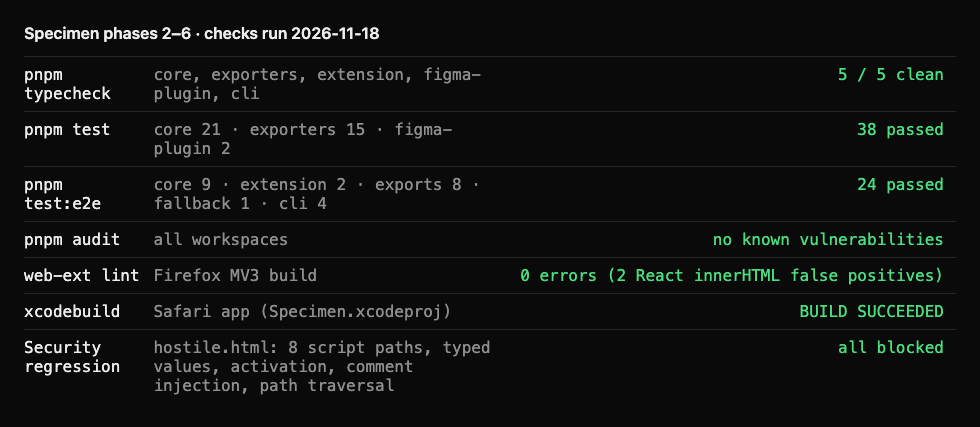 Specimen phases 2–6 · checks run 2026-11-18
pnpm typecheck core, exporters, extension, figma-plugin, cli 5 / 5 clean
pnpm test core 21 · exporters 15 · figma-plugin 2 38 passed
pnpm test:e2e core 9 · extension 2 · exports 8 · fallback 1 · cli 4 24 passed
pnpm audit all workspaces no known vulnerabilities
web-ext lint Firefox MV3 build 0 errors (2 React innerHTML false positives)
xcodebuild Safari app (Specimen.xcodeproj) BUILD SUCCEEDED
Security regression hostile.html: 8 script paths, typed values, activation, comment injection, path traversal all blocked